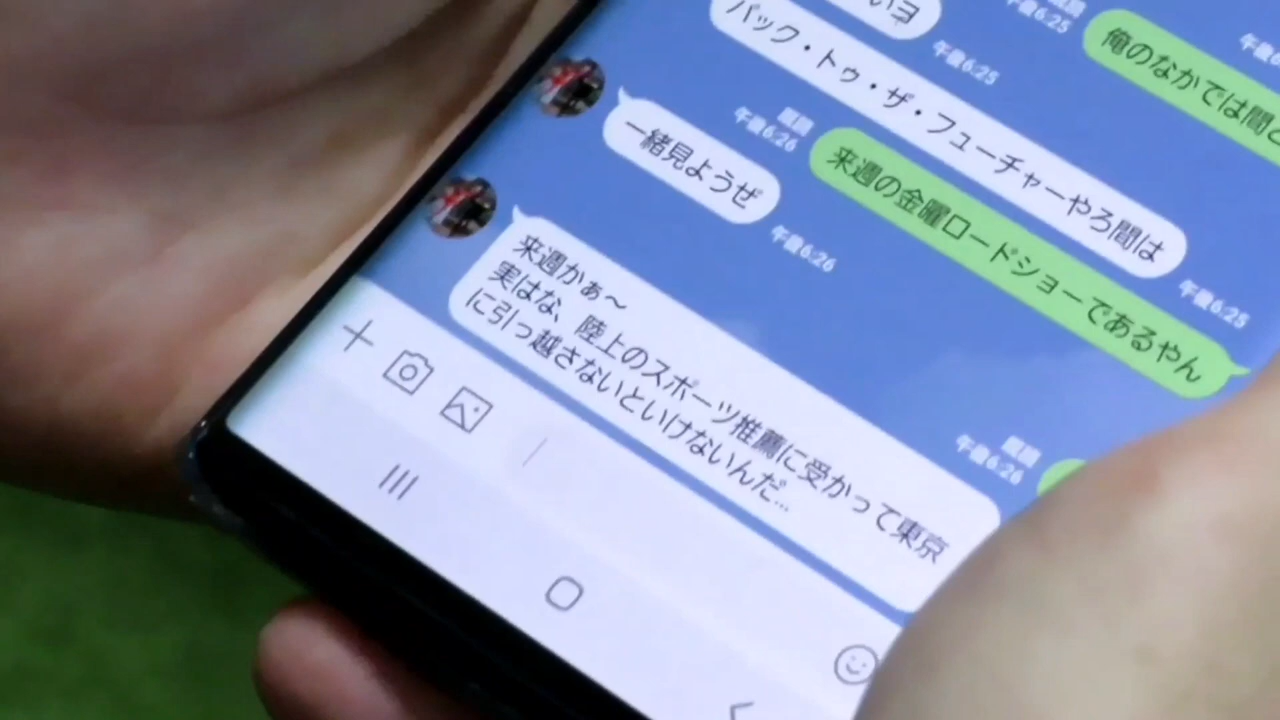 いヨ
午後6:25
午後6:25
俺のなかでは間
バック・トゥ・ザ・フューチャーやろ間は
午後6:25
既読
午後6:26
来週の金曜ロードショーであるやん
一緒見ようぜ
午後6:26
来週かぁ〜
実はな、陸上のスポーツ推薦に受かって東京
に引っ越さないといけないんだ...
既読
午後6:26